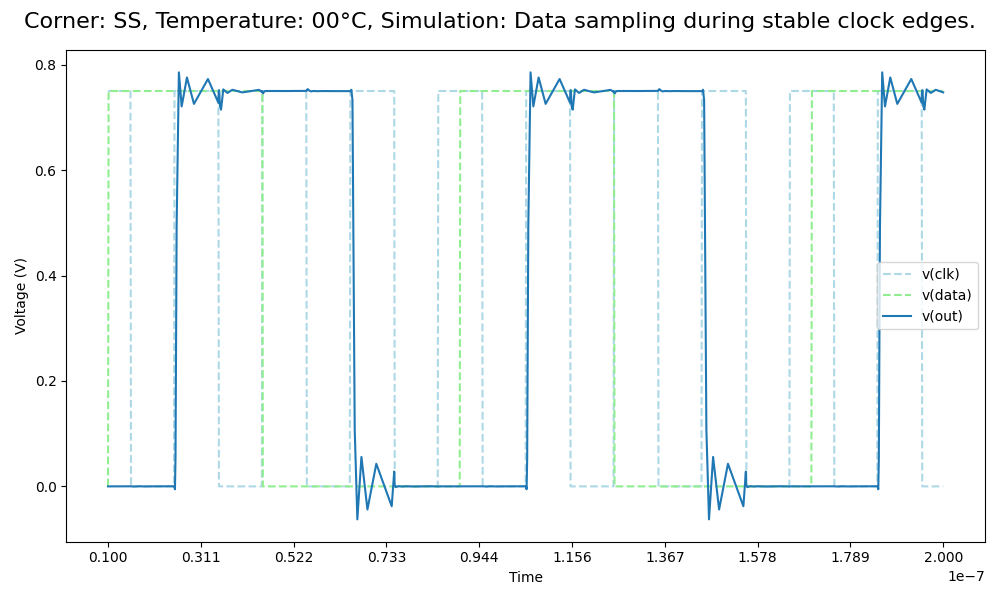 Corner: SS, Temperature: 00°C, Simulation: Data sampling during stable clock edges.
Voltage (V)
0.8
0.6
0.4
0.2
0.0
v(clk)
v(data)
v(out)
0.100 0.311 0.522 0.733 0.944 1.156 1.367 1.578 1.789 2.000
Time
1e−7